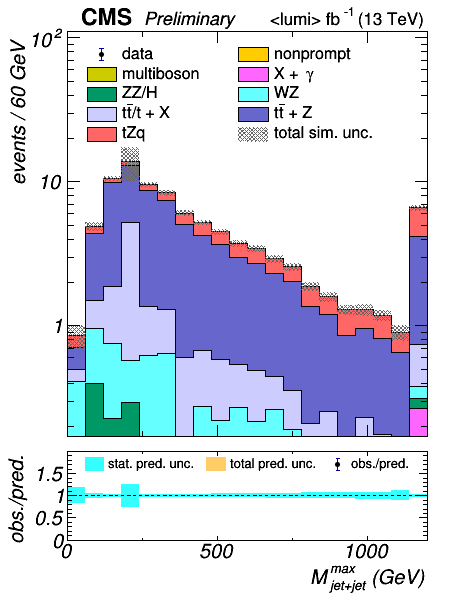 CMS Preliminary <lumi> fb⁻¹ (13 TeV)
events / 60 GeV
10²
10
1
data
nonprompt
multiboson
X + γ
ZZ/H
WZ
tt̄/t + X
tt̄ + Z
tZq
total sim. unc.
obs./pred.
stat. pred. unc. total pred. unc. obs./pred.
1.5
1
0.5
0
0 500 1000
M^max_jet+jet (GeV)